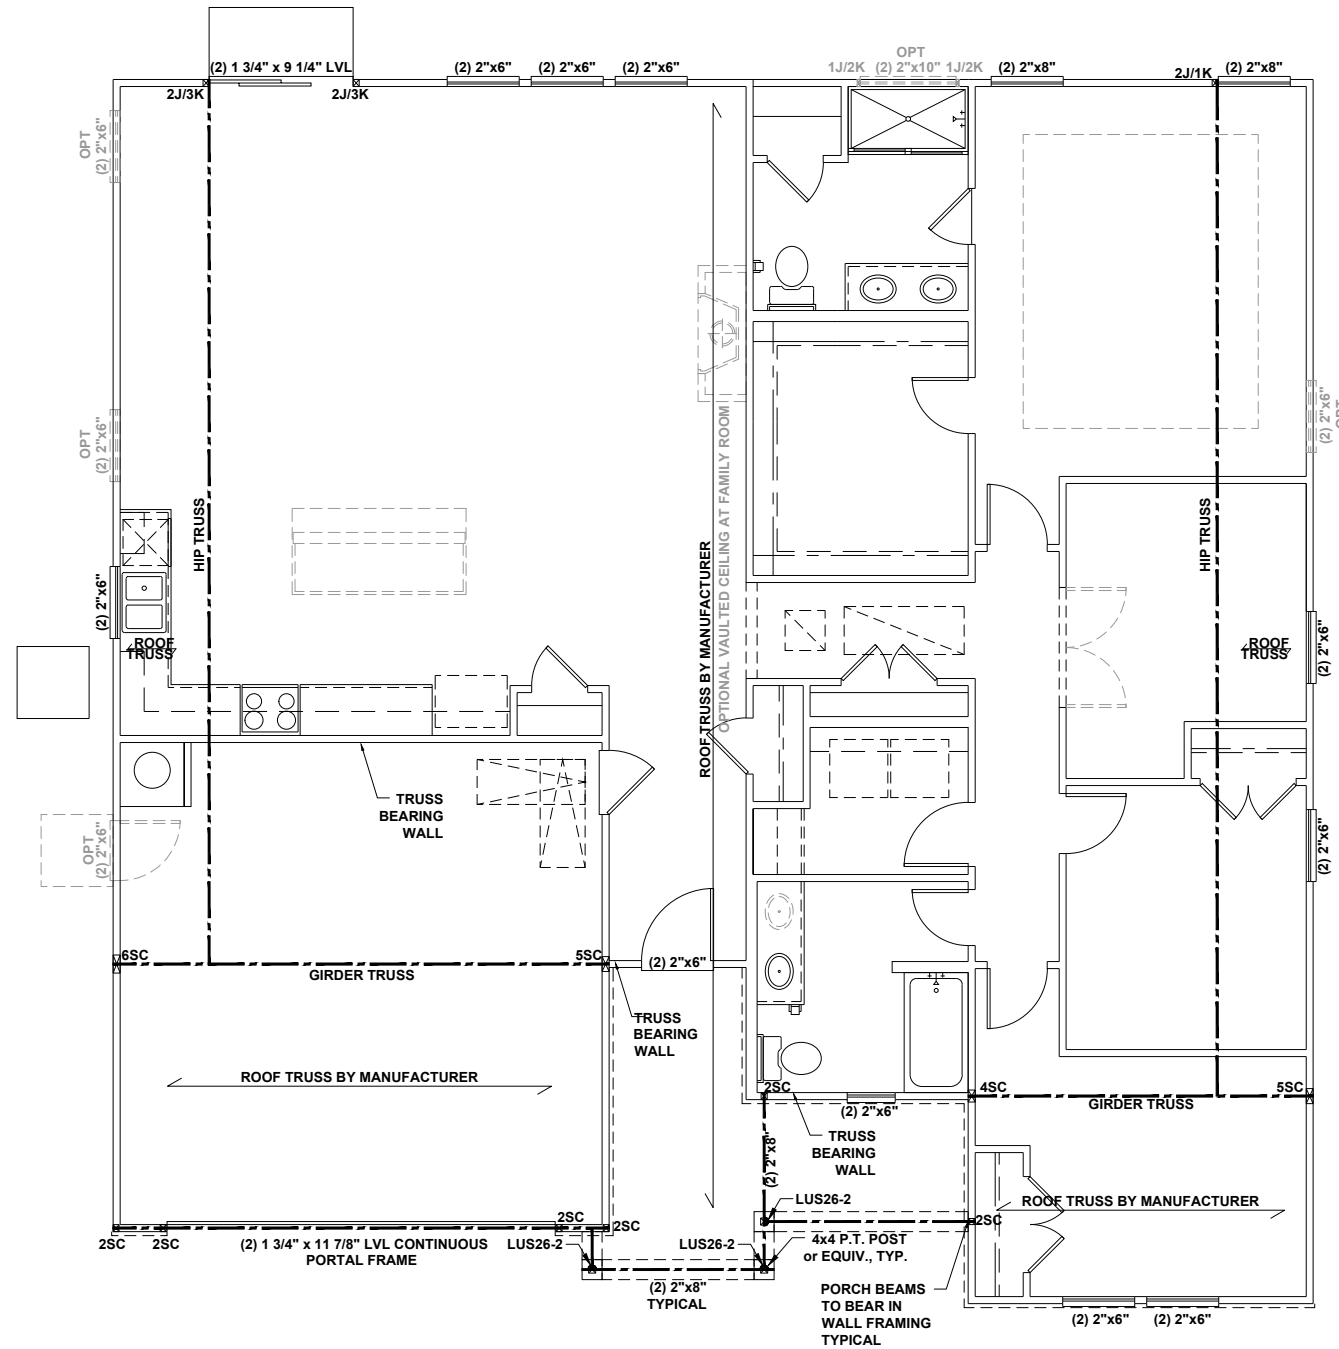 OPT
(2) 1 3/4" x 9 1/4" LVL
(2) 2"x6"
(2) 2"x6"
(2) 2"x6"
1J/2K
(2) 2"x10"
1J/2K
(2) 2"x8"
2J/1K
(2) 2"x8"
2J/3K
2J/3K
OPT
(2) 2"x6"
OPT
(2) 2"x6"
(2) 2"x6"
OPT
HIP TRUSS
(2) 2"x6"
ROOF
TRUSS
ROOF TRUSS BY MANUFACTURER
OPTIONAL VAULTED CEILING AT FAMILY ROOM
HIP TRUSS
ROOF
TRUSS
(2) 2"x6"
TRUSS
BEARING
WALL
OPT
(2) 2"x6"
(2) 2"x6"
6SC
5SC
GIRDER TRUSS
(2) 2"x6"
TRUSS
BEARING
WALL
ROOF TRUSS BY MANUFACTURER
2SC
4SC
5SC
GIRDER TRUSS
(2) 2"x6"
(2) 2"x8"
TRUSS
BEARING
WALL
LUS26-2
ROOF TRUSS BY MANUFACTURER
2SC
2SC
2SC
2SC
2SC
(2) 1 3/4" x 11 7/8" LVL CONTINUOUS
PORTAL FRAME
LUS26-2
LUS26-2
4x4 P.T. POST
or EQUIV., TYP.
(2) 2"x8"
TYPICAL
PORCH BEAMS
TO BEAR IN
WALL FRAMING
TYPICAL
(2) 2"x6"
(2) 2"x6"